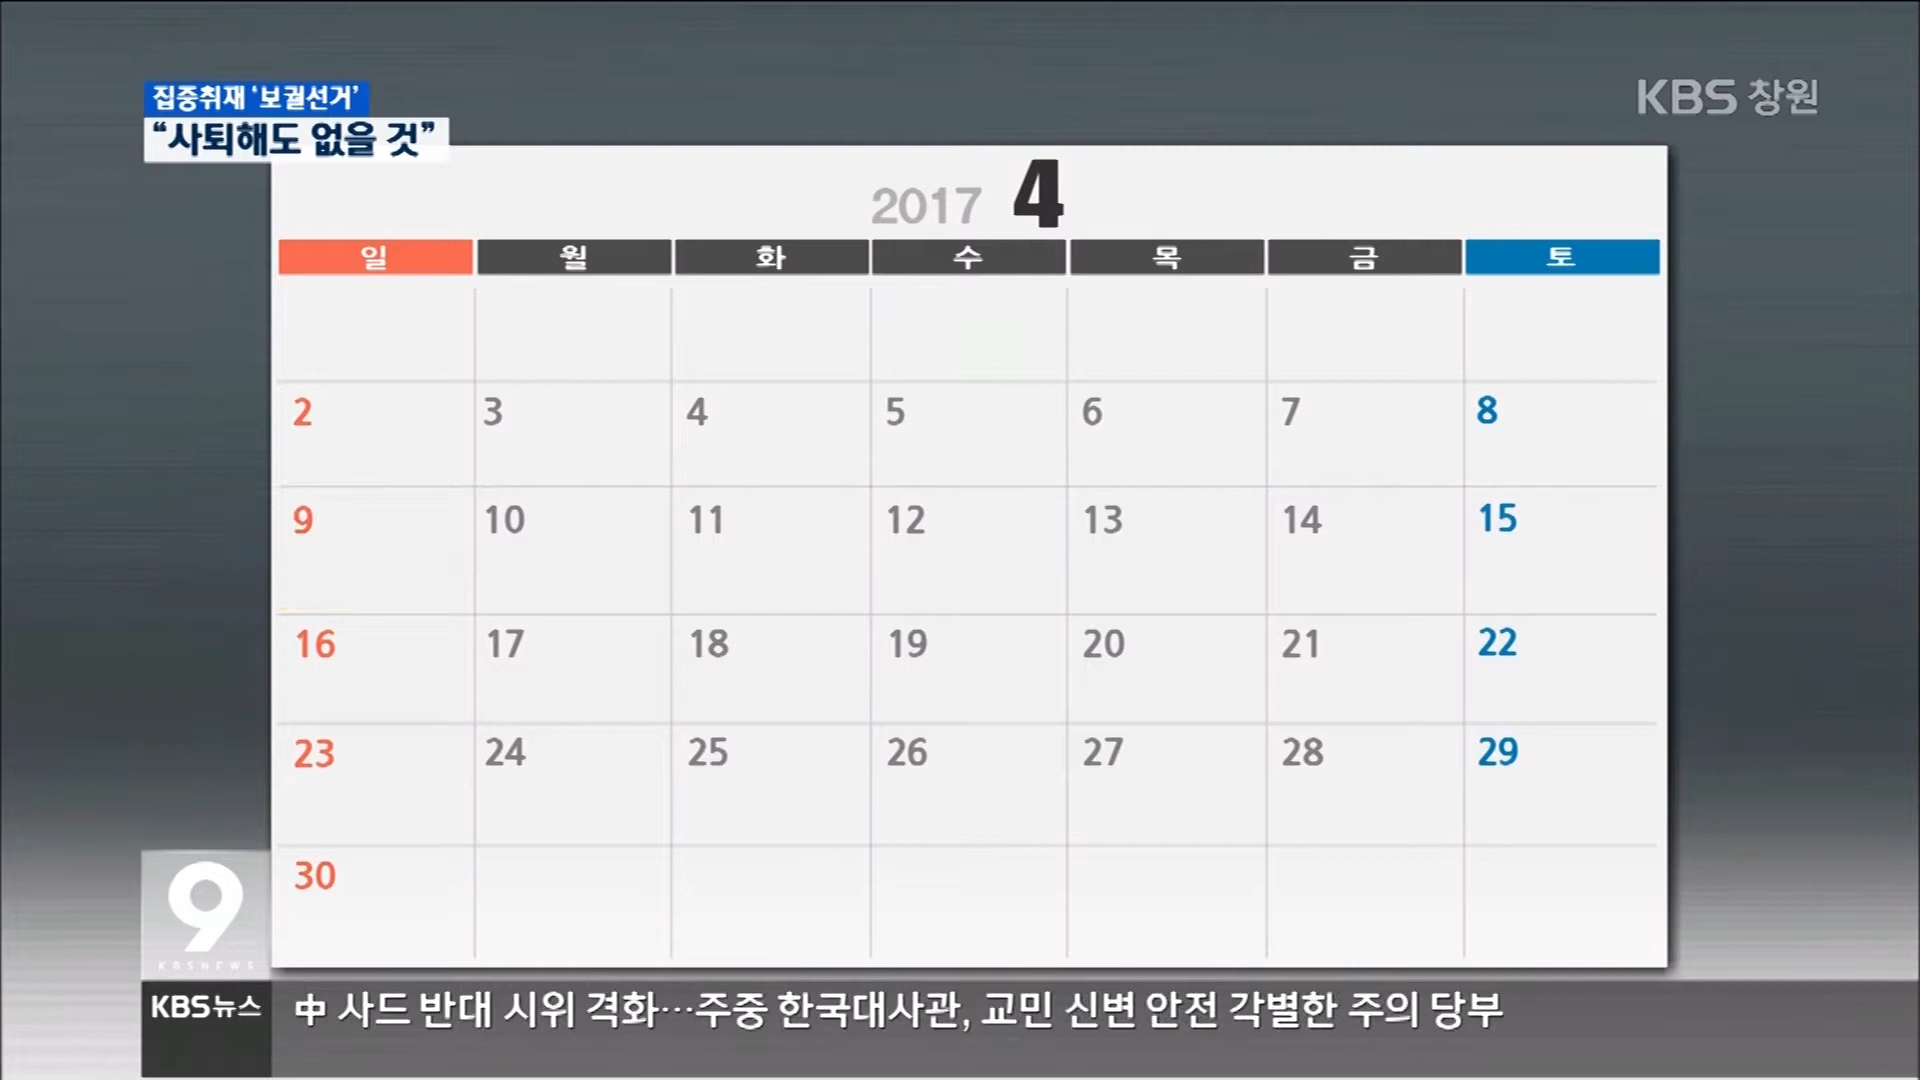 집중취재 ‘보궐선거’
“사퇴해도 없을 것”
KBS 창원
2017 4
일 월 화 수 목 금 토
2 3 4 5 6 7 8
9 10 11 12 13 14 15
16 17 18 19 20 21 22
23 24 25 26 27 28 29
30
9
KBSNEWS
KBS뉴스
中 사드 반대 시위 격화…주중 한국대사관, 교민 신변 안전 각별한 주의 당부